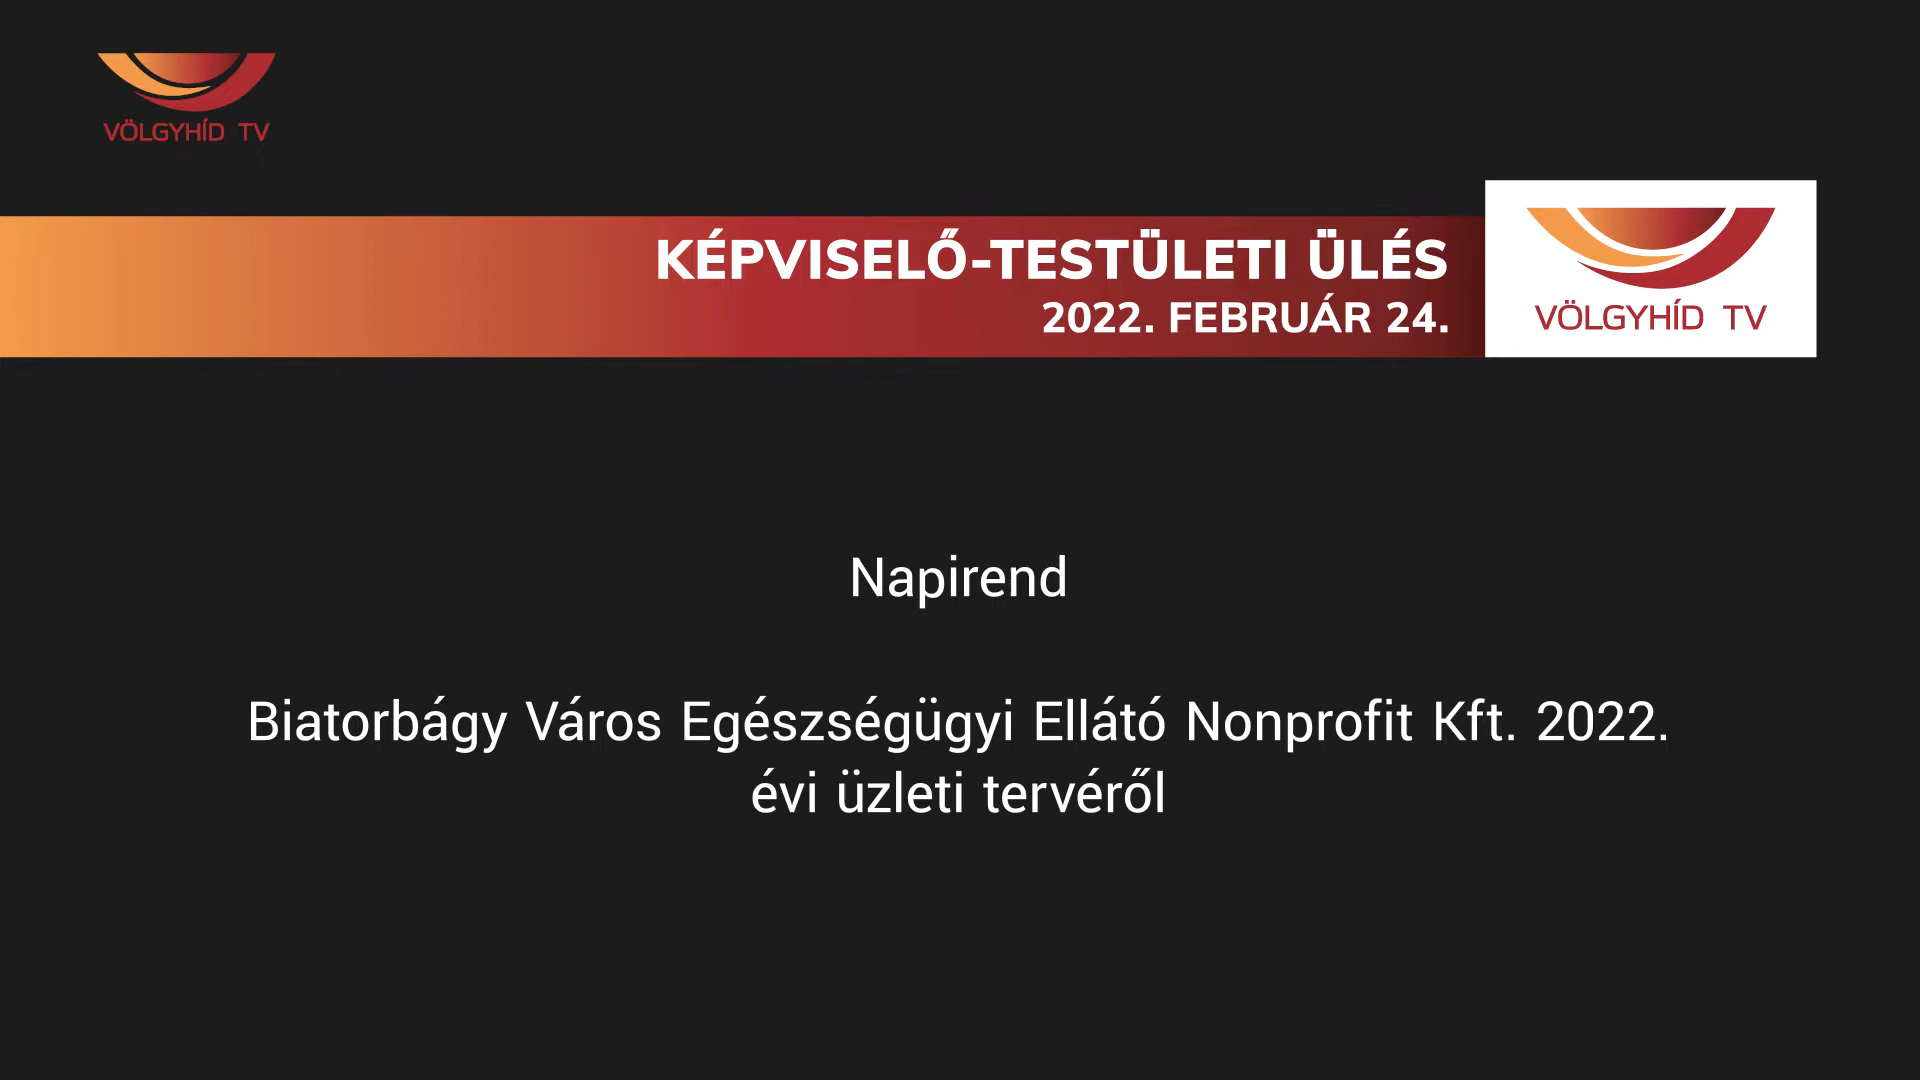 VÖLGYHÍD TV
KÉPVISELŐ-TESTÜLETI ÜLÉS
2022. FEBRUÁR 24.
VÖLGYHÍD TV
Napirend
Biatorbágy Város Egészségügyi Ellátó Nonprofit Kft. 2022.
évi üzleti tervéről